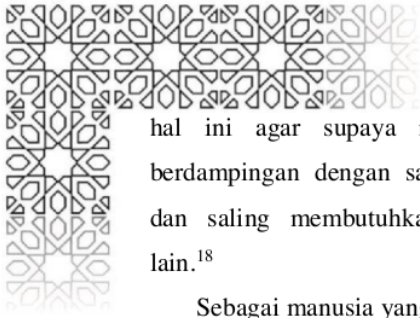 hal ini agar supaya
berdampingan dengan
dan saling
lain.¹⁸
Sebagai manusia